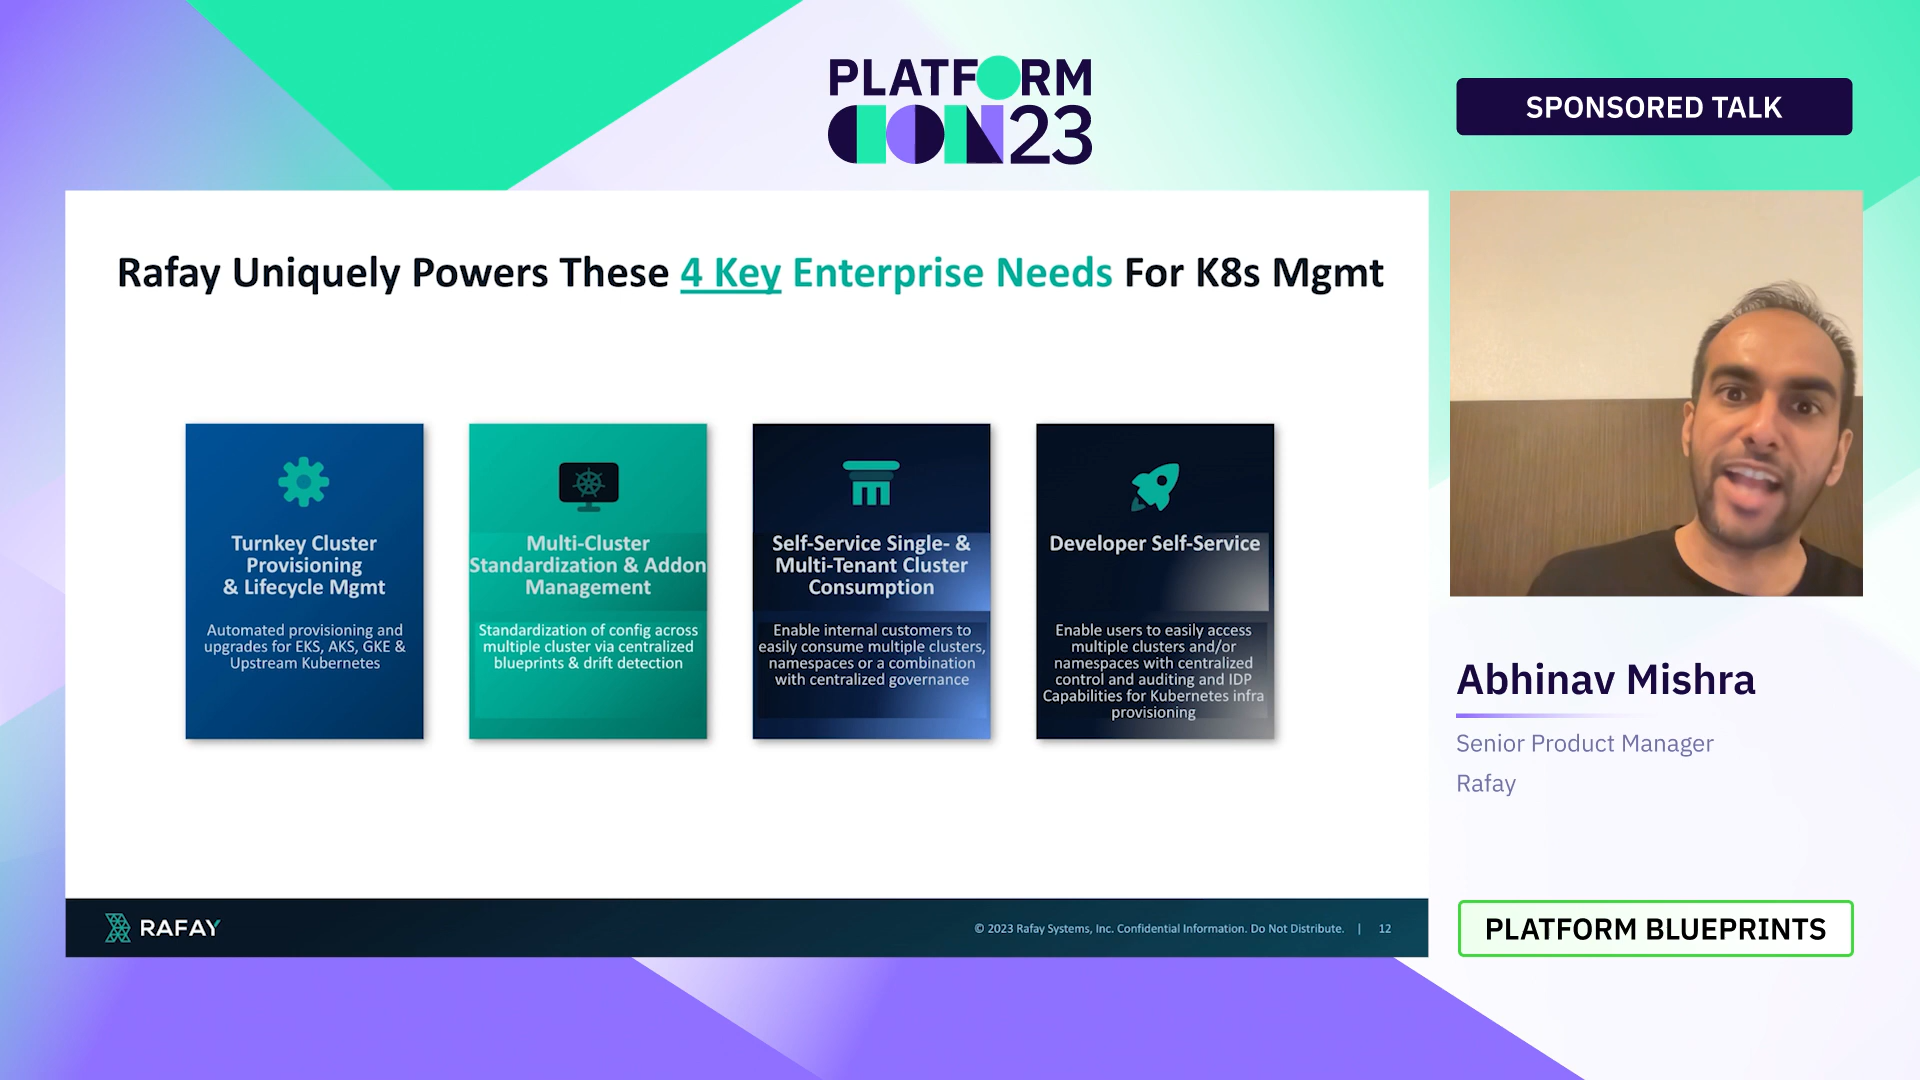 PLATFORM
CON23
SPONSORED TALK
Rafay Uniquely Powers These 4 Key Enterprise Needs For K8s Mgmt
Turnkey Cluster
Provisioning
& Lifecycle Mgmt
Automated provisioning and
upgrades for EKS, AKS, GKE &
Upstream Kubernetes
Multi-Cluster
Standardization & Addon
Management
Standardization of config across
multiple cluster via centralized
blueprints & drift detection
Self-Service Single- &
Multi-Tenant Cluster
Consumption
Enable internal customers to
easily consume multiple clusters,
namespaces or a combination
with centralized governance
Developer Self-Service
Enable users to easily access
multiple clusters and/or
namespaces with centralized
control and auditing and IDP
Capabilities for Kubernetes infra
provisioning
RAFAY
© 2023 Rafay Systems, Inc. Confidential Information. Do Not Distribute. | 12
Abhinav Mishra
Senior Product Manager
Rafay
PLATFORM BLUEPRINTS